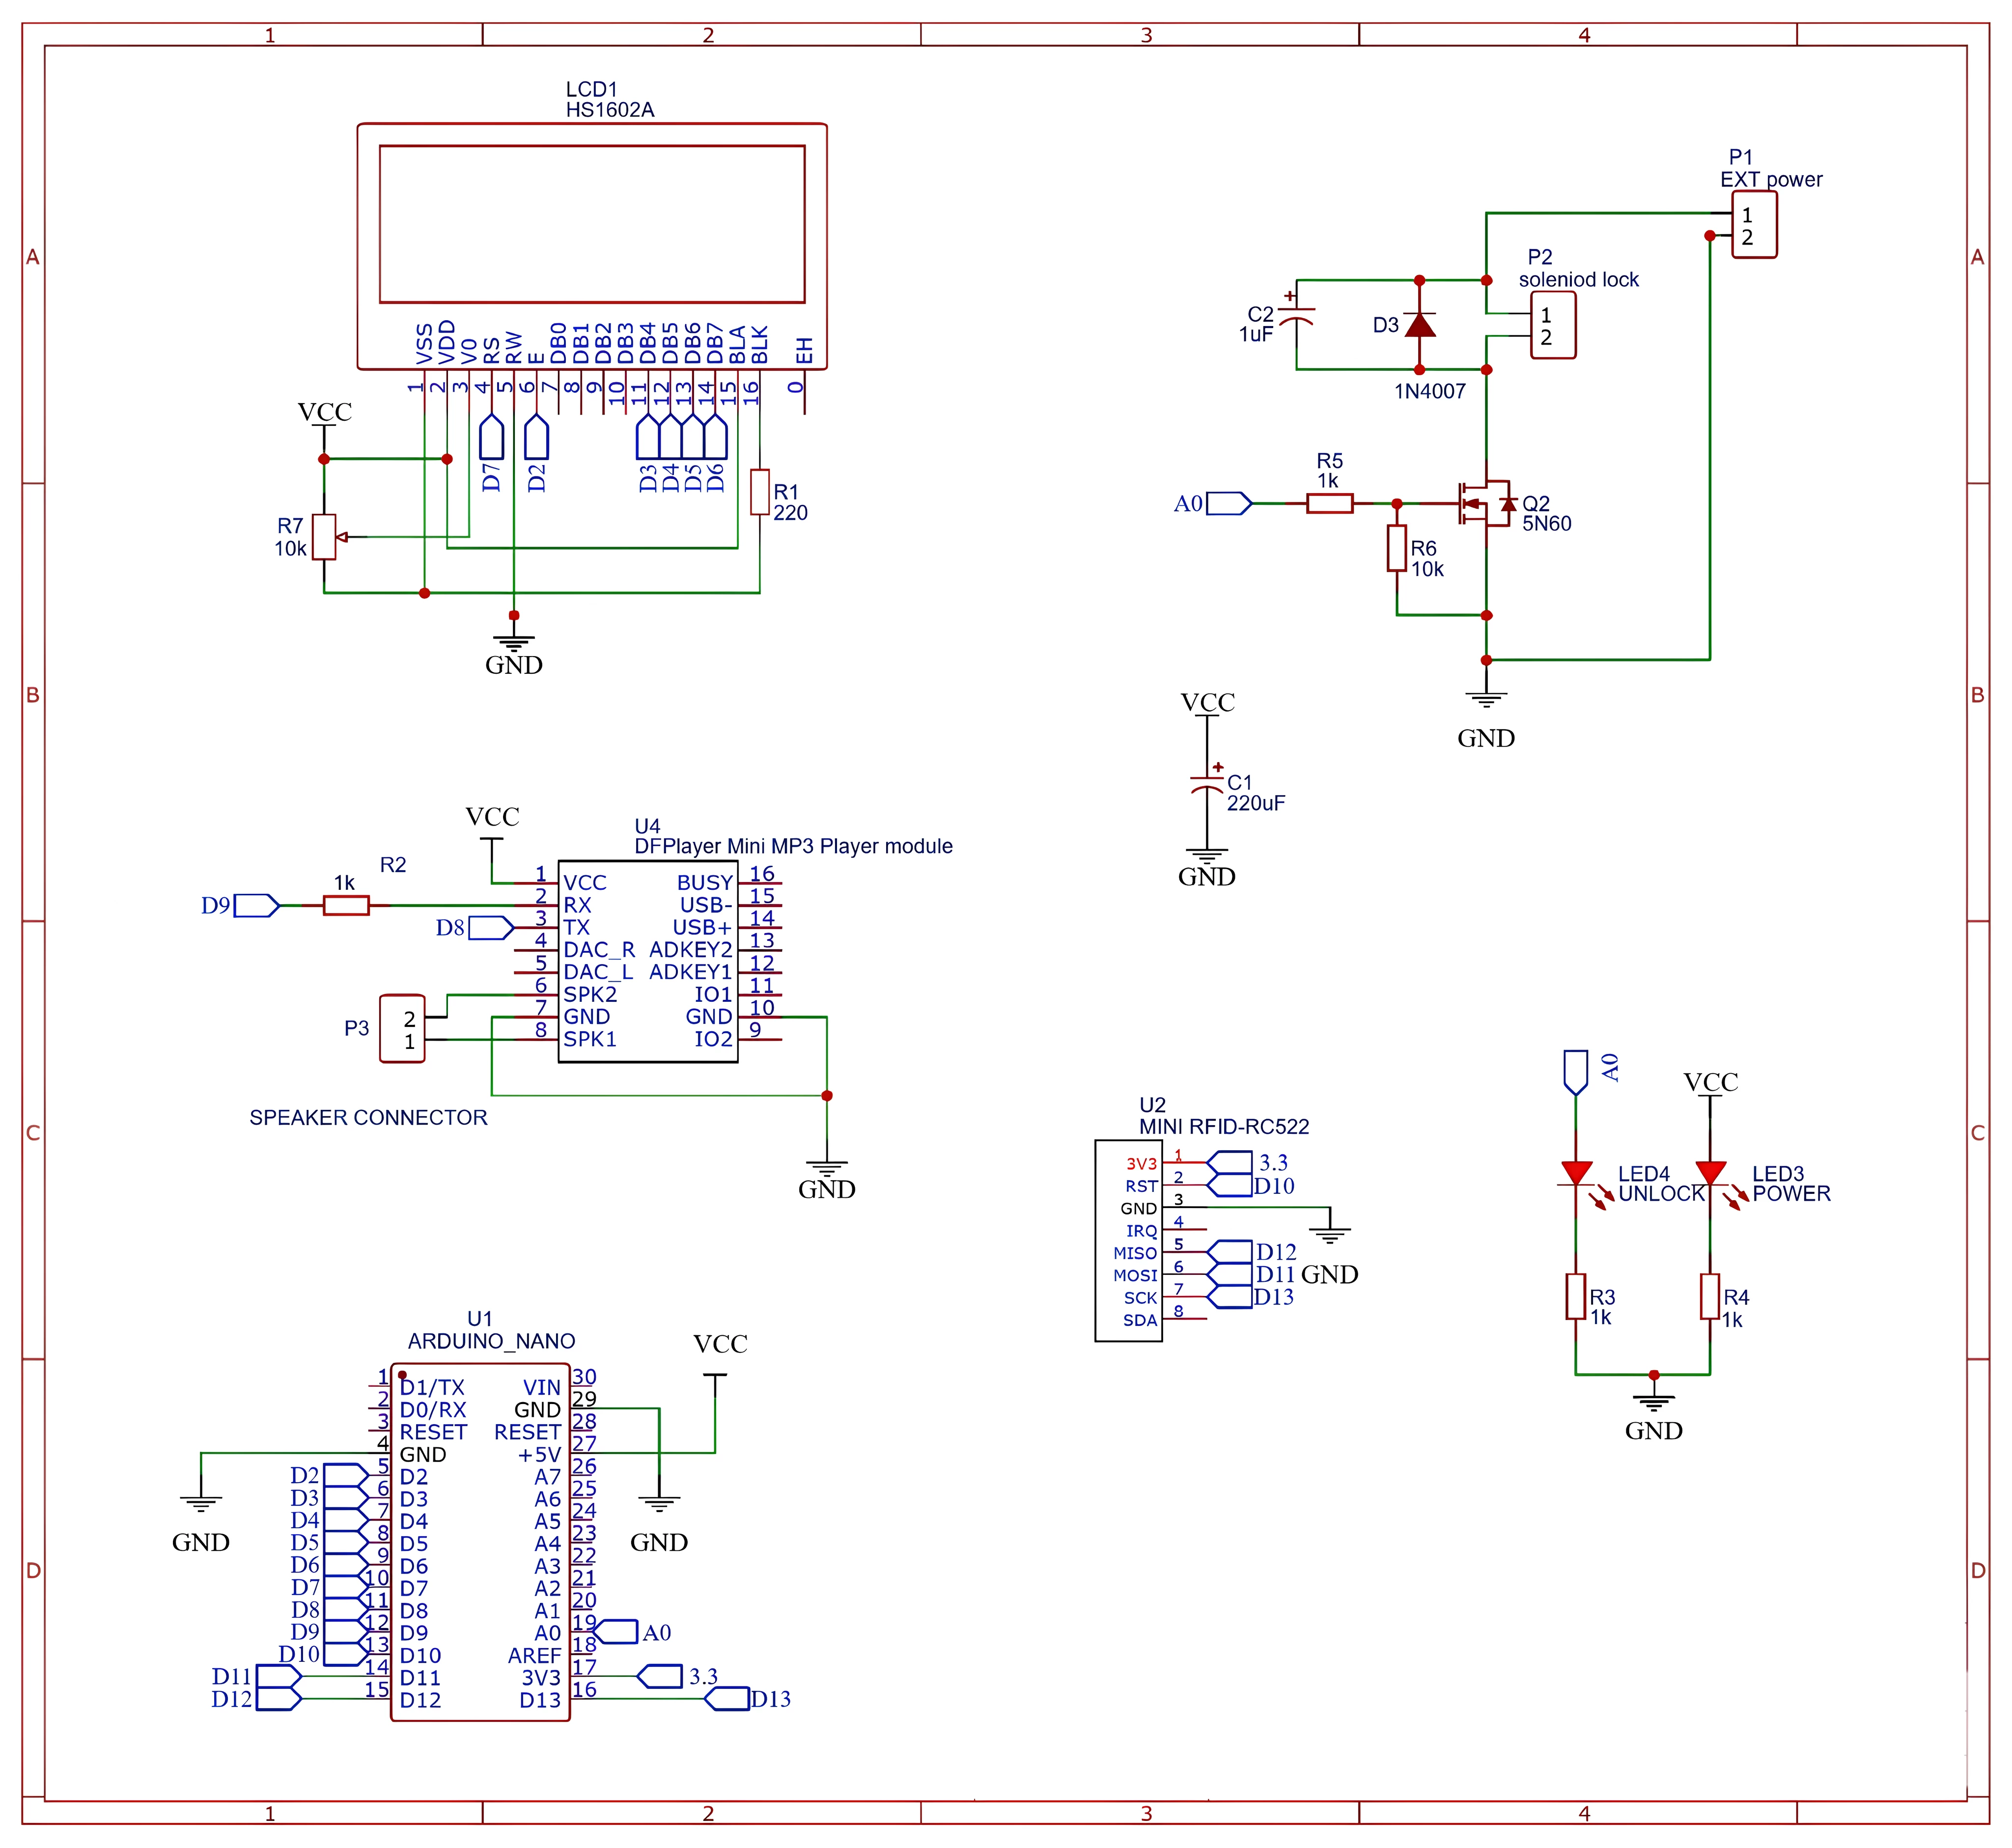 1 2 3 4
A
B
C
D
A
B
C
D
1 2 3 4
LCD1
HS1602A
VSS VDD V0 RS RW E DB0 DB1 DB2 DB3 DB4 DB5 DB6 DB7 BLA BLK EH
1 2 3 4 5 6 7 8 9 10 11 12 13 14 15 16 0
VCC
D7 D2 D3 D4 D5 D6
R7
10k
R1
220
GND
P1
EXT power
1
2
P2
soleniod lock
1
2
+
C2
1uF
D3
1N4007
A0
R5
1k
Q2
5N60
R6
10k
GND
VCC
+
C1
220uF
GND
VCC
U4
DFPlayer Mini MP3 Player module
D9
1k
R2
D8
1 VCC BUSY 16
2 RX USB- 15
3 TX USB+ 14
4 DAC_R ADKEY2 13
5 DAC_L ADKEY1 12
6 SPK2 IO1 11
7 GND GND 10
8 SPK1 IO2 9
P3
2
1
SPEAKER CONNECTOR
GND
U2
MINI RFID-RC522
3V3 1 3.3
RST 2 D10
GND 3
IRQ 4
MISO 5 D12
MOSI 6 D11
SCK 7 D13
SDA 8
GND
A0
VCC
LED4
UNLOCK
LED3
POWER
R3
1k
R4
1k
GND
U1
ARDUINO_NANO
VCC
1 D1/TX VIN 30
2 D0/RX GND 29
3 RESET RESET 28
4 GND +5V 27
D2 5 D2 A7 26
D3 6 D3 A6 25
D4 7 D4 A5 24
D5 8 D5 A4 23
D6 9 D6 A3 22
D7 10 D7 A2 21
D8 11 D8 A1 20
D9 12 D9 A0 19 A0
D10 13 D10 AREF 18
D11 14 D11 3V3 17 3.3
D12 15 D12 D13 16 D13
GND
GND